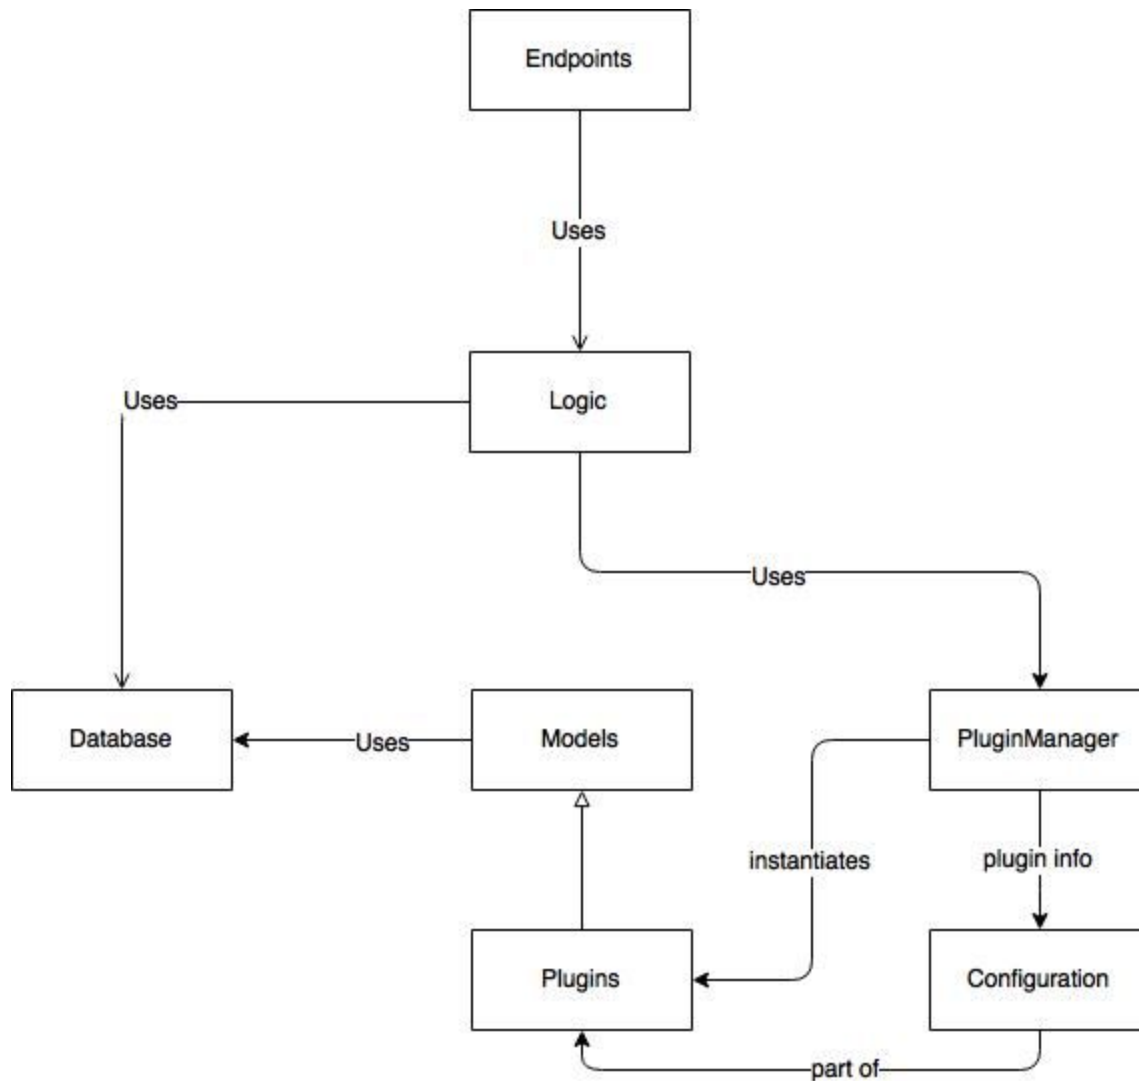 Endpoints
Uses
Logic
Uses
Uses
Database
Uses
Models
PluginManager
instantiates
plugin info
Plugins
Configuration
part of